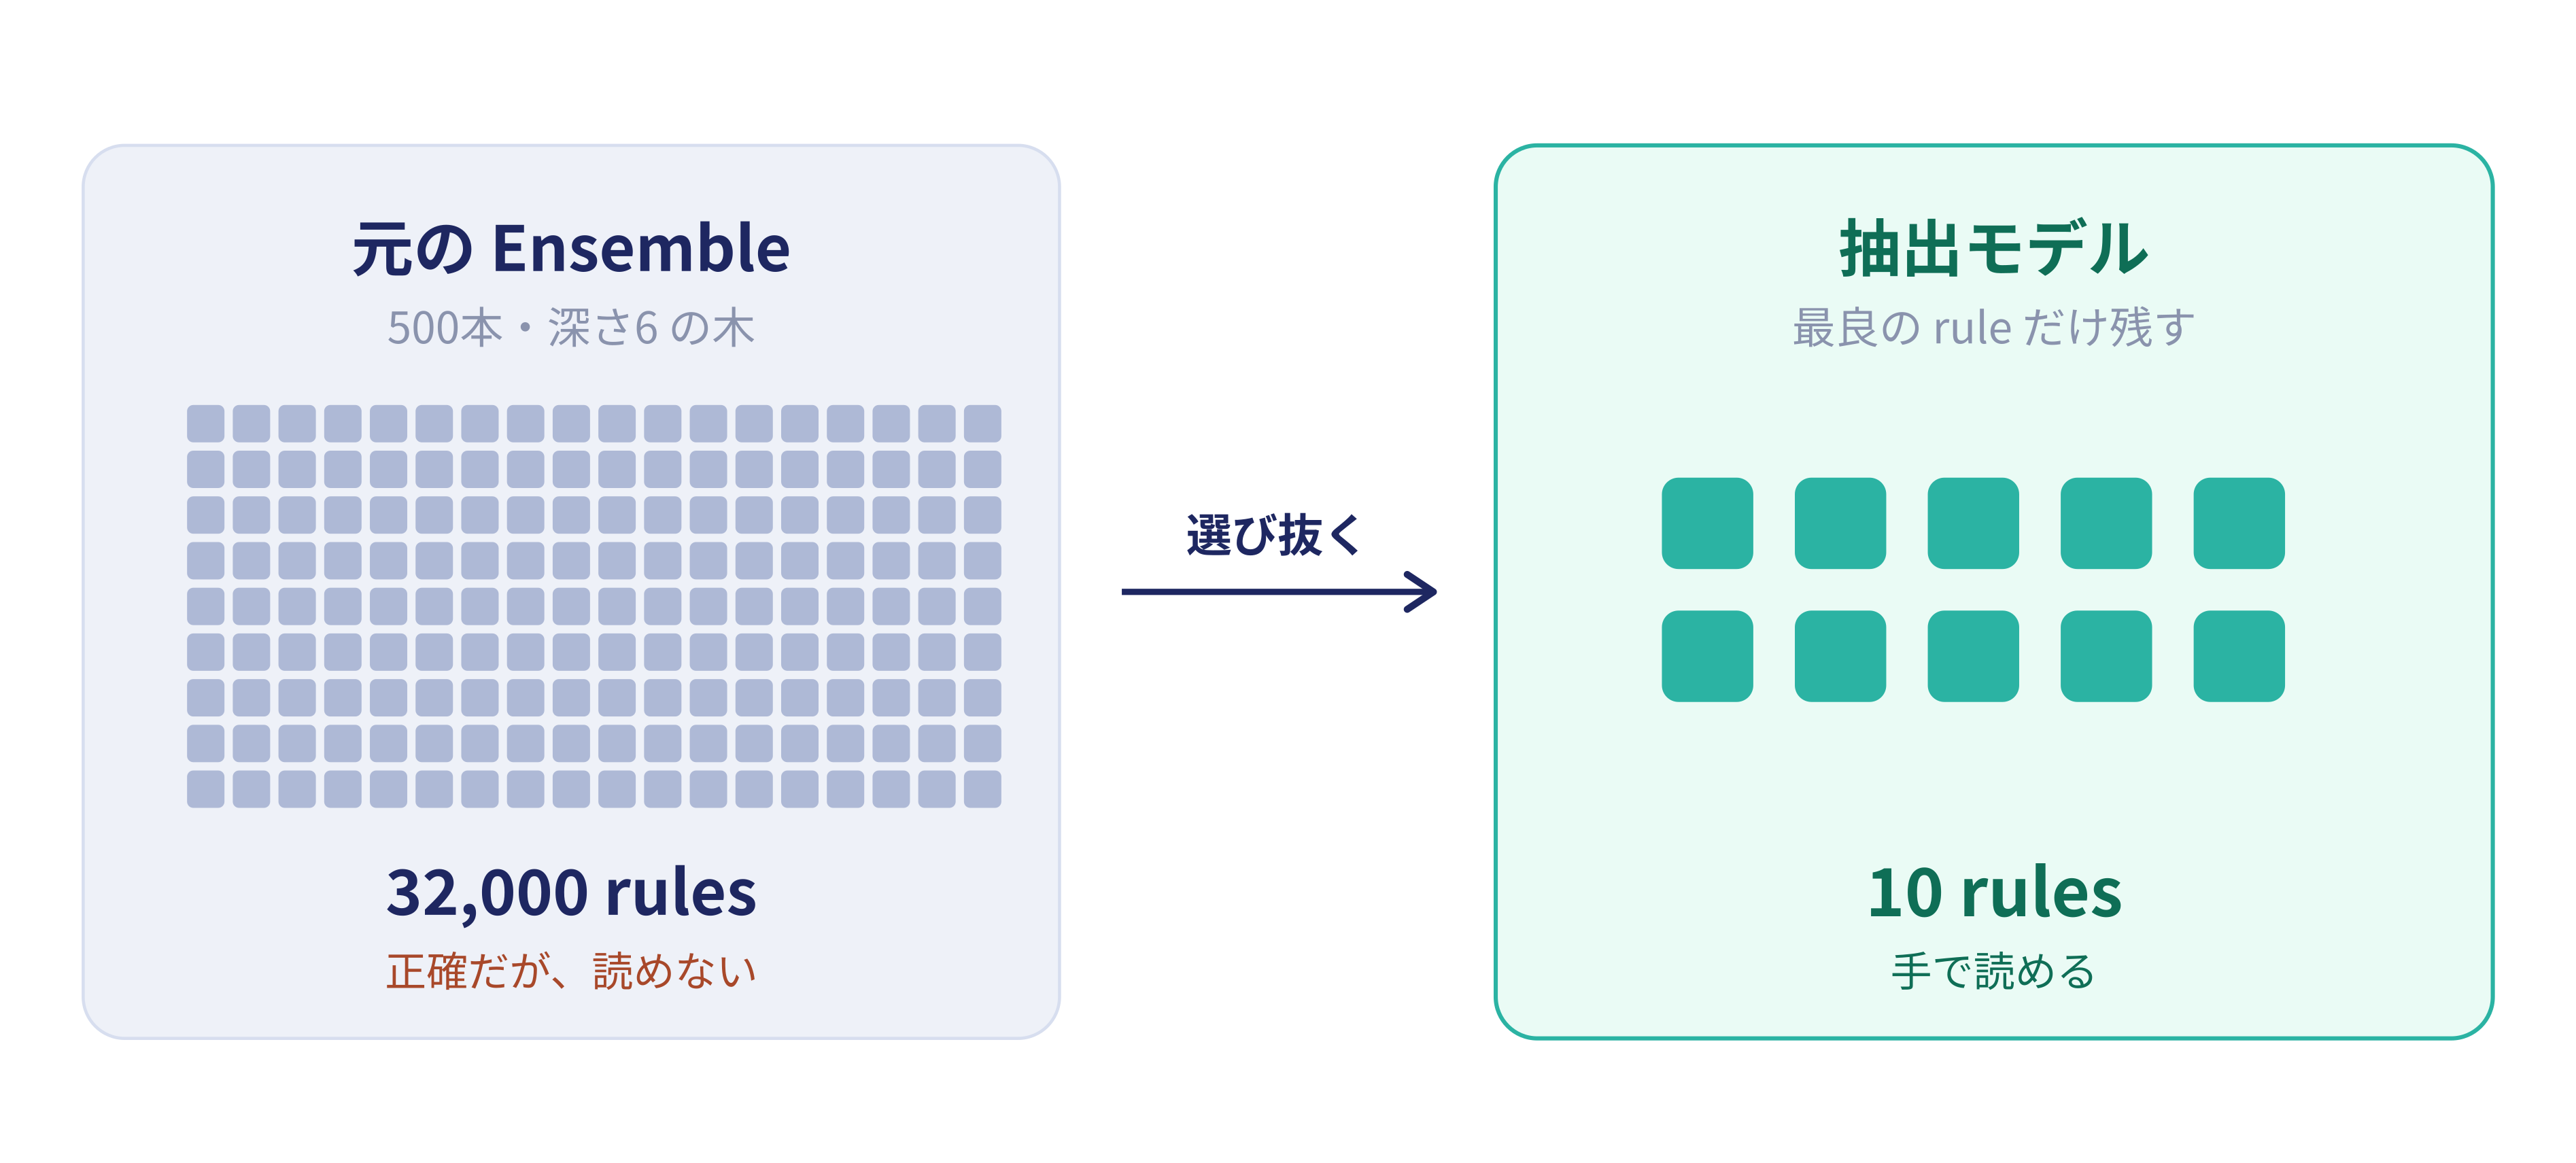 元の Ensemble
500本・深さ6 の木
32,000 rules
正確だが、読めない
選び抜く
抽出モデル
最良の rule だけ残す
10 rules
手で読める